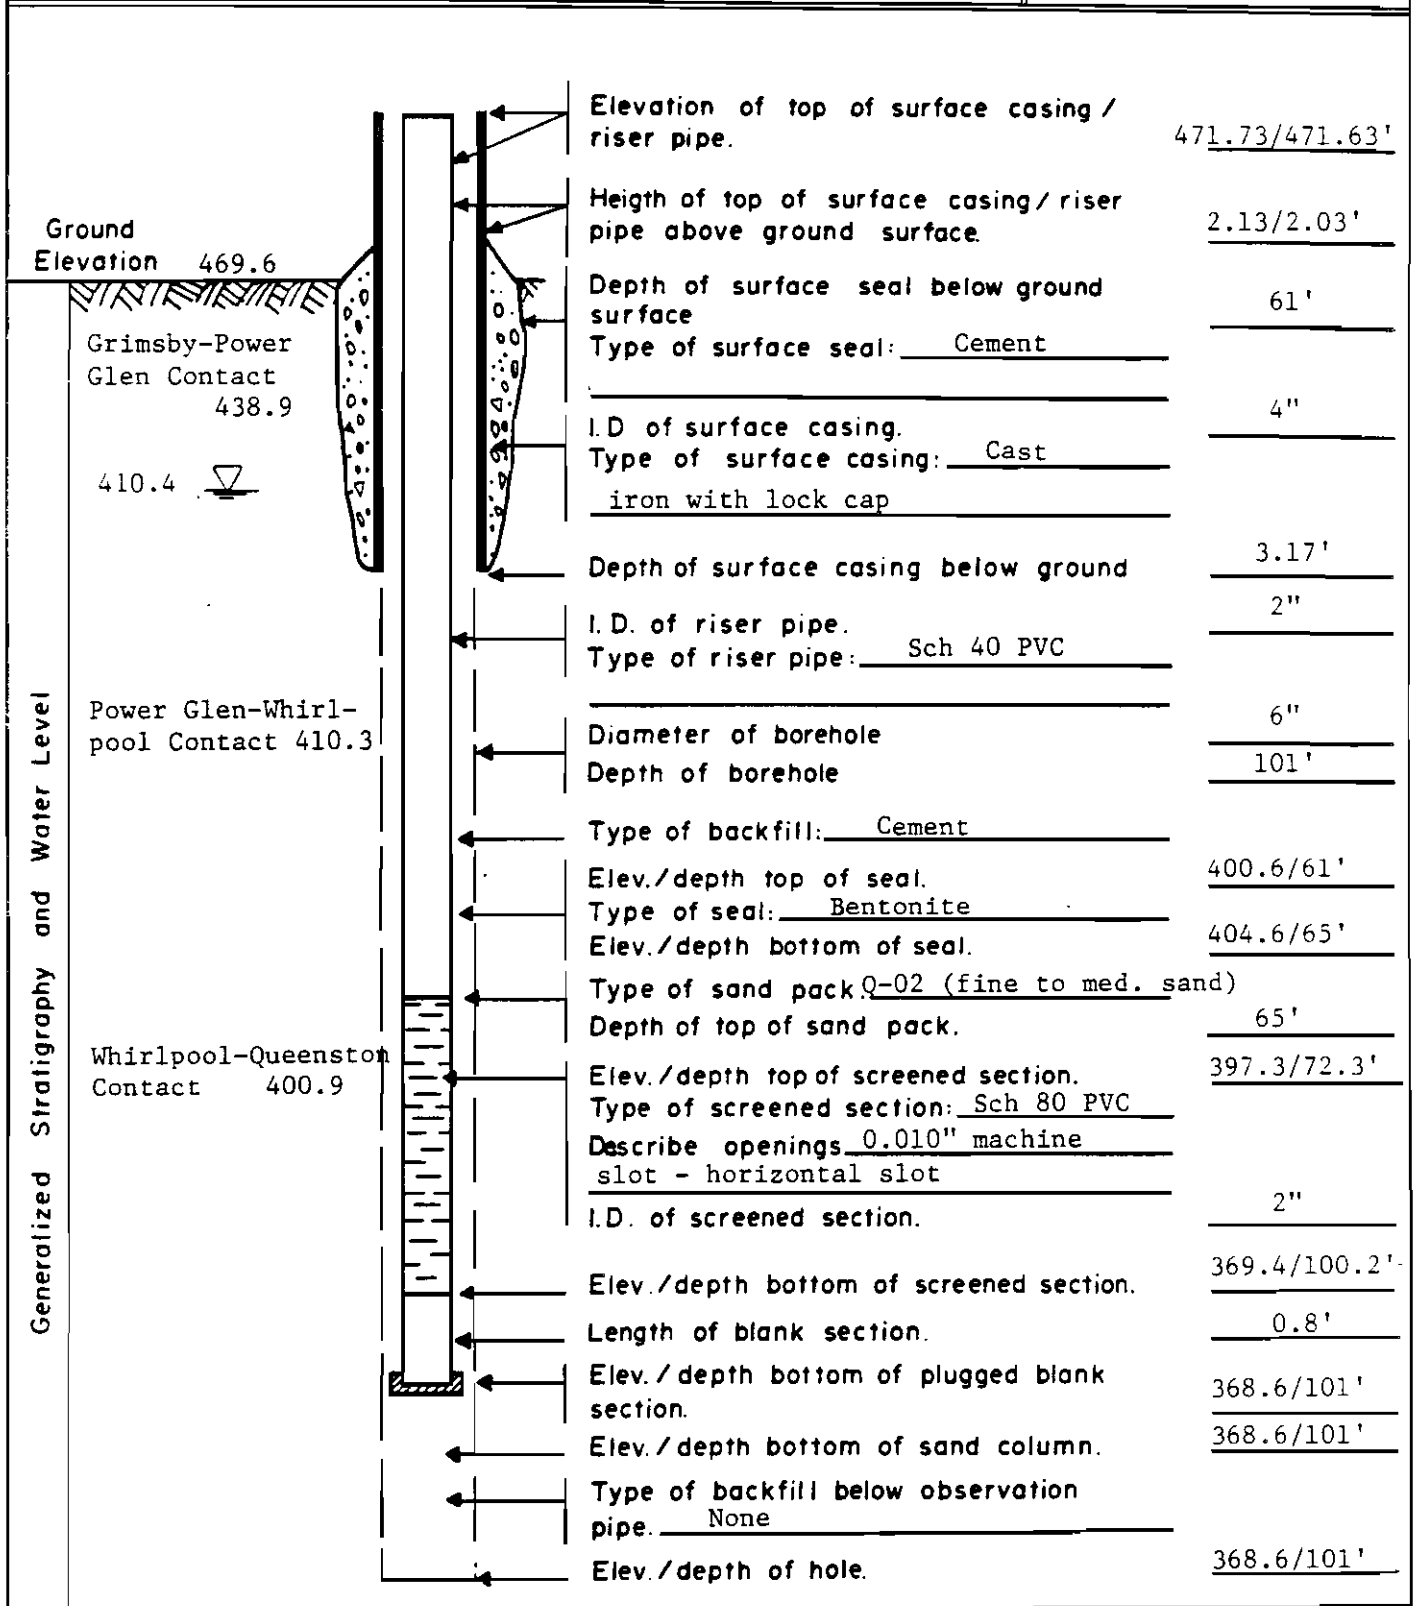 Elevation of top of surface casing /
riser pipe. 471.73/471.63'
Heigth of top of surface casing / riser
pipe above ground surface. 2.13/2.03'
Ground
Elevation 469.6
Depth of surface seal below ground
surface 61'
Type of surface seal: Cement
Grimsby-Power
Glen Contact
438.9
I.D of surface casing. 4"
Type of surface casing: Cast
iron with lock cap
410.4
Depth of surface casing below ground 3.17'
I.D. of riser pipe. 2"
Type of riser pipe: Sch 40 PVC
Power Glen-Whirl-
pool Contact 410.3
Diameter of borehole 6"
Depth of borehole 101'
Type of backfill: Cement
Elev./depth top of seal. 400.6/61'
Type of seal: Bentonite
Elev./depth bottom of seal. 404.6/65'
Type of sand pack. Q-02 (fine to med. sand)
Depth of top of sand pack. 65'
Whirlpool-Queenston
Contact 400.9
Elev./depth top of screened section. 397.3/72.3'
Type of screened section: Sch 80 PVC
Describe openings 0.010" machine
slot - horizontal slot
I.D. of screened section. 2"
Elev./depth bottom of screened section. 369.4/100.2'
Length of blank section. 0.8'
Elev./depth bottom of plugged blank
section. 368.6/101'
Elev./depth bottom of sand column. 368.6/101'
Type of backfill below observation
pipe. None
Elev./depth of hole. 368.6/101'
Generalized Stratigraphy and Water Level